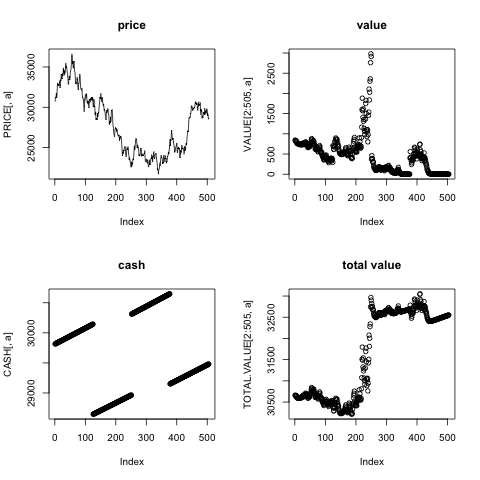 price
35000
30000
25000
PRICE[, a]
0 100 200 300 400 500
Index
value
2500
1500
500
0
VALUE[2:505, a]
0 100 200 300 400 500
Index
cash
30000
29000
CASH[, a]
0 100 200 300 400 500
Index
total value
32500
31500
30500
TOTAL.VALUE[2:505, a]
0 100 200 300 400 500
Index